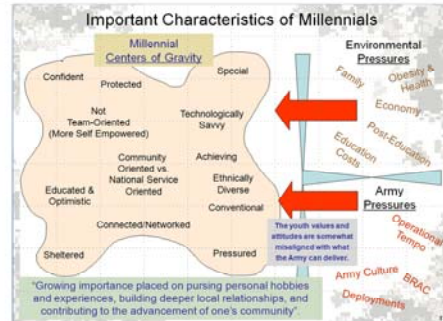 Important Characteristics of Millennials
Millennial
Centers of Gravity
Confident
Protected
Special
Not
Team-Oriented
(More Self Empowered)
Technologically
Savvy
Community
Oriented vs.
National Service
Oriented
Achieving
Ethnically
Diverse
Educated &
Optimistic
Conventional
Connected/Networked
Sheltered
Pressured
Environmental
Pressures
Family
Obesity &
Health
Economy
Post-Education
Education
Costs
Army
Pressures
The youth values and
attitudes are somewhat
misaligned with what
the Army can deliver.
Operational
Tempo
Army Culture
BRAC
Deployments
"Growing importance placed on pursing personal hobbies
and experiences, building deeper local relationships, and
contributing to the advancement of one's community".